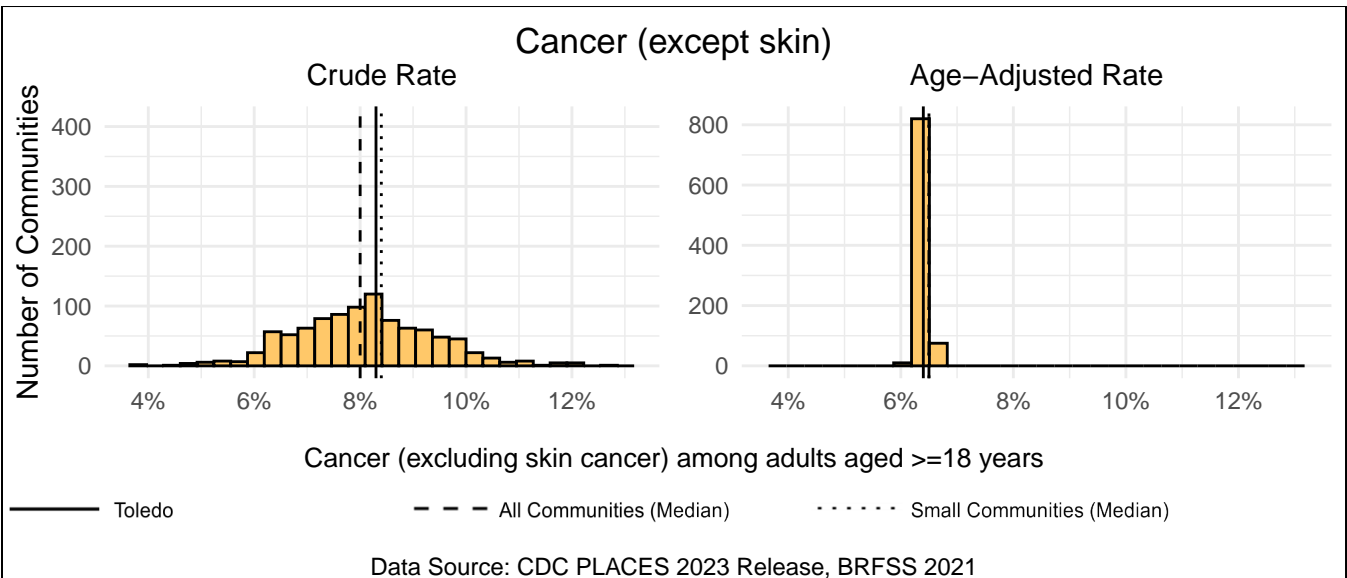 Cancer (except skin)
Crude Rate
Age−Adjusted Rate
Number of Communities
400
300
200
100
0
4%
6%
8%
10%
12%
800
600
400
200
0
4%
6%
8%
10%
12%
Cancer (excluding skin cancer) among adults aged >=18 years
Toledo
All Communities (Median)
Small Communities (Median)
Data Source: CDC PLACES 2023 Release, BRFSS 2021